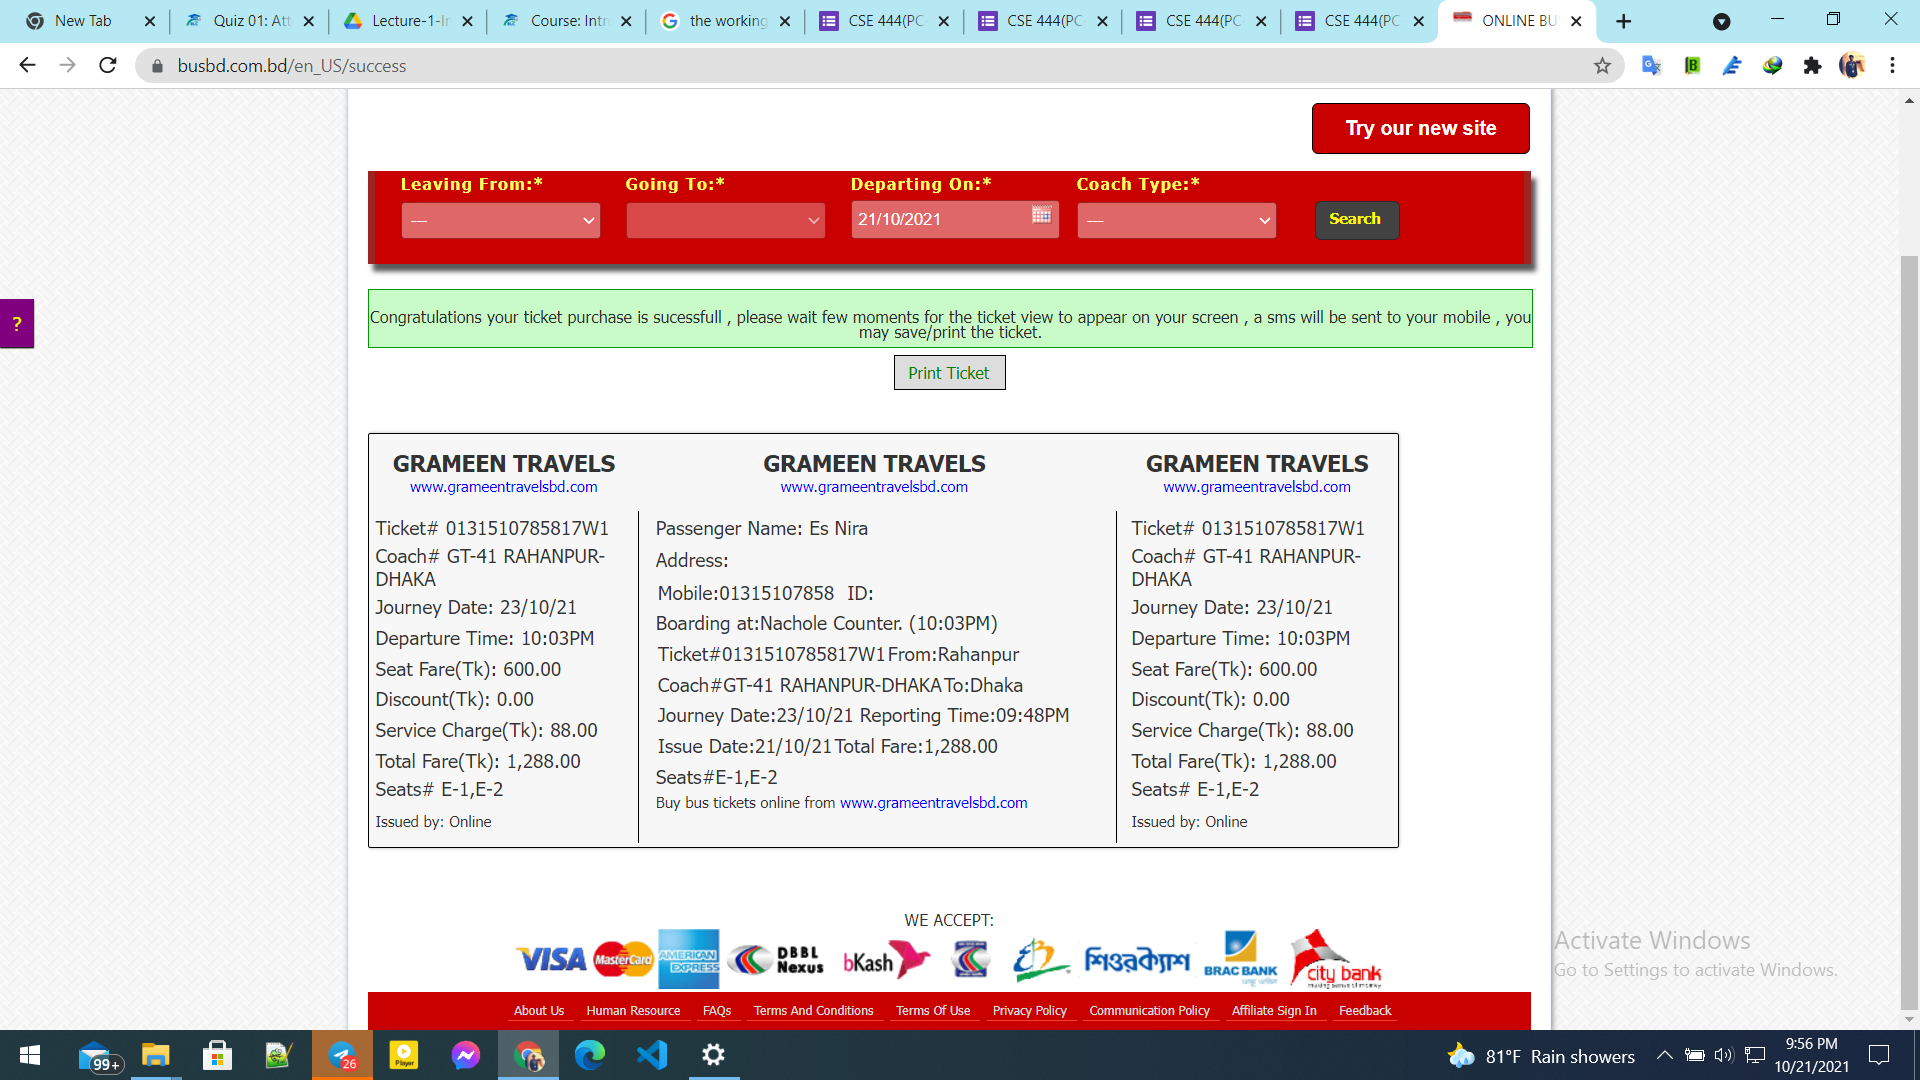 New Tab
Quiz 01: Att
Lecture-1-In
Course: Intr
the working
CSE 444(PC-
CSE 444(PC-
CSE 444(PC-
CSE 444(PC
ONLINE BU
busbd.com.bd/en_US/success
Try our new site
Leaving From:* Going To:* Departing On:* Coach Type:*
--- 21/10/2021 --- Search
?
Congratulations your ticket purchase is sucessfull , please wait few moments for the ticket view to appear on your screen , a sms will be sent to your mobile , you
may save/print the ticket.
Print Ticket
GRAMEEN TRAVELS
www.grameentravelsbd.com
Ticket# 0131510785817W1
Coach# GT-41 RAHANPUR-
DHAKA
Journey Date: 23/10/21
Departure Time: 10:03PM
Seat Fare(Tk): 600.00
Discount(Tk): 0.00
Service Charge(Tk): 88.00
Total Fare(Tk): 1,288.00
Seats# E-1,E-2
Issued by: Online
GRAMEEN TRAVELS
www.grameentravelsbd.com
Passenger Name: Es Nira
Address:
Mobile:01315107858 ID:
Boarding at:Nachole Counter. (10:03PM)
Ticket#0131510785817W1 From:Rahanpur
Coach#GT-41 RAHANPUR-DHAKA To:Dhaka
Journey Date:23/10/21 Reporting Time:09:48PM
Issue Date:21/10/21 Total Fare:1,288.00
Seats#E-1,E-2
Buy bus tickets online from www.grameentravelsbd.com
GRAMEEN TRAVELS
www.grameentravelsbd.com
Ticket# 0131510785817W1
Coach# GT-41 RAHANPUR-
DHAKA
Journey Date: 23/10/21
Departure Time: 10:03PM
Seat Fare(Tk): 600.00
Discount(Tk): 0.00
Service Charge(Tk): 88.00
Total Fare(Tk): 1,288.00
Seats# E-1,E-2
Issued by: Online
WE ACCEPT:
VISA
MasterCard
AMERICAN
EXPRESS
DBBL
Nexus
bKash
শিওরক্যাশ
BRAC BANK
city bank
Activate Windows
Go to Settings to activate Windows.
About Us Human Resource FAQs Terms And Conditions Terms Of Use Privacy Policy Communication Policy Affiliate Sign In Feedback
99+
Player
26
81°F Rain showers
9:56 PM
10/21/2021